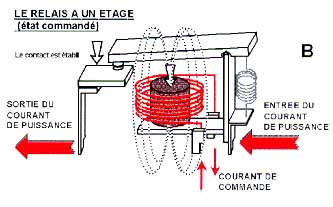 LE RELAIS A UN ETAGE
(état commandé)
Le contact est établi
B
SORTIE DU
COURANT
DE PUISSANCE
ENTREE DU
COURANT
DE PUISSANCE
COURANT DE
COMMANDE